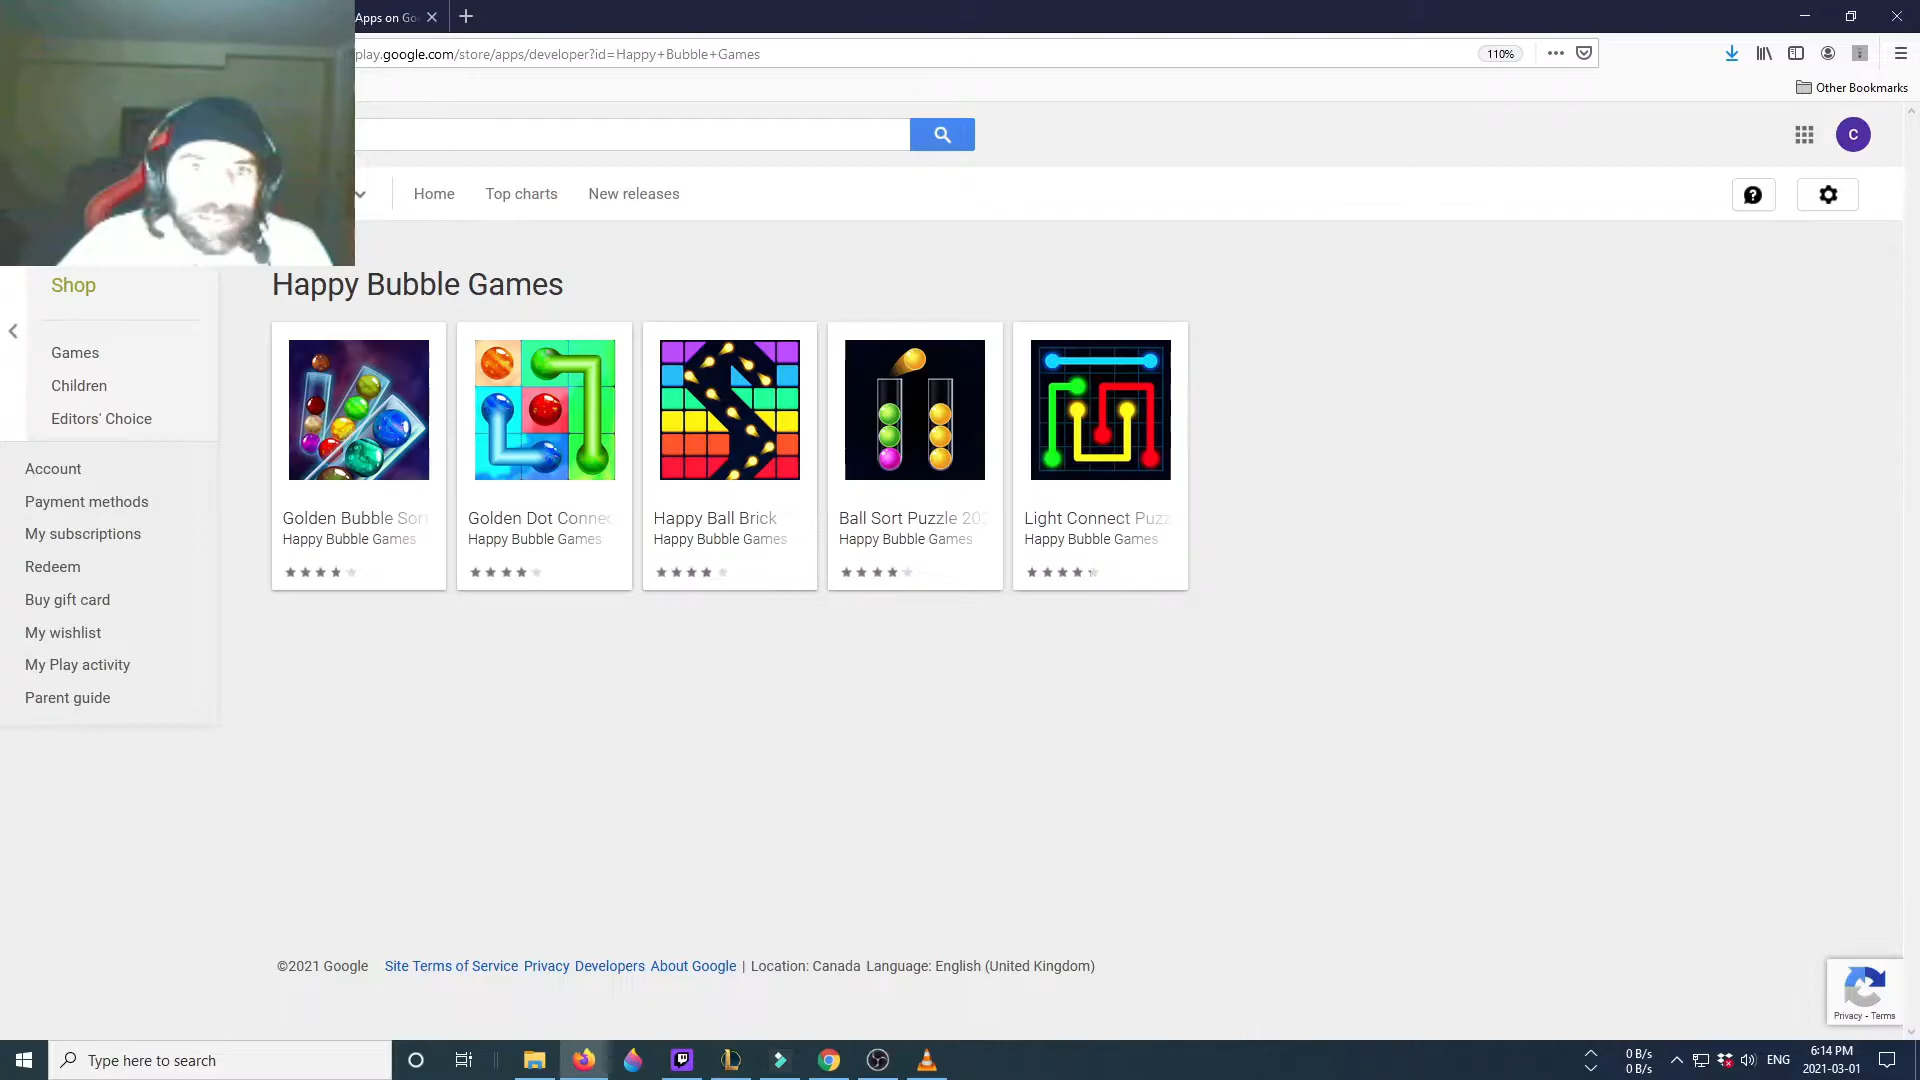 Apps on Go
play.google.com/store/apps/developer?id=Happy+Bubble+Games
110%
Other Bookmarks
C
Home
Top charts
New releases
Shop
Games
Children
Editors' Choice
Account
Payment methods
My subscriptions
Redeem
Buy gift card
My wishlist
My Play activity
Parent guide
Happy Bubble Games
Golden Bubble Sort
Happy Bubble Games
Golden Dot Connec
Happy Bubble Games
Happy Ball Brick
Happy Bubble Games
Ball Sort Puzzle 202
Happy Bubble Games
Light Connect Puzz
Happy Bubble Games
©2021 Google Site Terms of Service Privacy Developers About Google | Location: Canada Language: English (United Kingdom)
Privacy - Terms
Type here to search
0 B/s
0 B/s
ENG
6:14 PM
2021-03-01